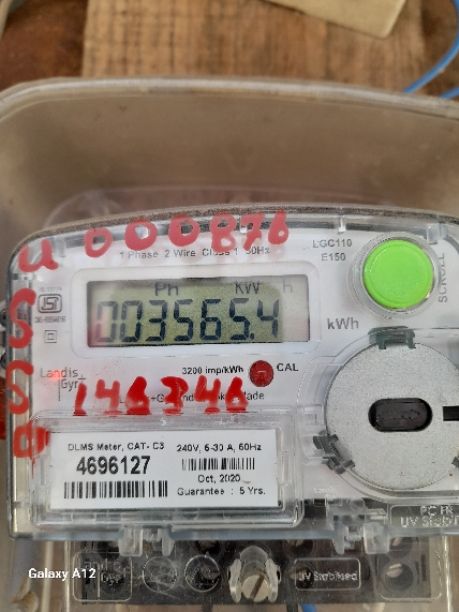 000876
1 Phase 2 Wire Class 1 50Hz
LGC110
E150
SCROLL
Ph kW h
003565.4
kWh
Landis
Gyr
3200 imp/kWh
CAL
146346
DLMS Meter, CAT- C3
4696127
240V, 5-30 A, 50Hz
Oct, 2020
Guarantee : 5 Yrs.
UV Stabilised
Galaxy A12